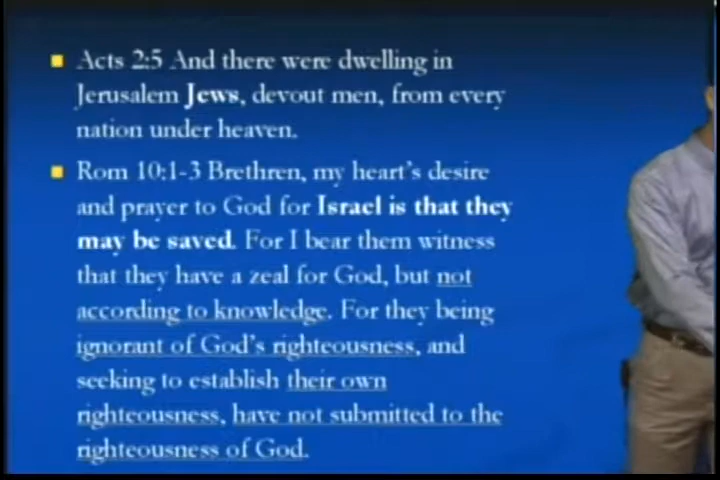 Acts 2:5 And there were dwelling in
Jerusalem Jews, devout men, from every
nation under heaven.
Rom 10:1-3 Brethren, my heart's desire
and prayer to God for Israel is that they
may be saved. For I bear them witness
that they have a zeal for God, but not
according to knowledge. For they being
ignorant of God's righteousness, and
seeking to establish their own
righteousness, have not submitted to the
righteousness of God.